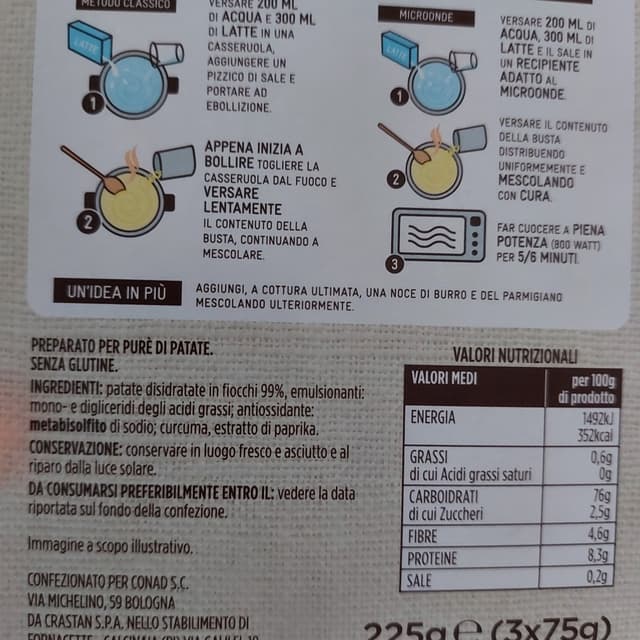 METODO CLASSICO
VERSARE 200 ML
DI ACQUA E 300 ML
DI LATTE IN UNA
CASSERUOLA,
AGGIUNGERE UN
PIZZICO DI SALE E
PORTARE AD
EBOLLIZIONE.
LATTE
1
APPENA INIZIA A
BOLLIRE TOGLIERE LA
CASSERUOLA DAL FUOCO E
VERSARE
LENTAMENTE
IL CONTENUTO DELLA
BUSTA, CONTINUANDO A
MESCOLARE.
2
MICROONDE
VERSARE 200 ML DI
ACQUA, 300 ML DI
LATTE E IL SALE IN
UN RECIPIENTE
ADATTO AL
MICROONDE.
LATTE
1
VERSARE IL CONTENUTO
DELLA BUSTA
DISTRIBUENDO
UNIFORMEMENTE E
MESCOLANDO
CON CURA.
2
FAR CUOCERE A PIENA
POTENZA (800 WATT)
PER 5/6 MINUTI.
3
UN'IDEA IN PIÙ
AGGIUNGI, A COTTURA ULTIMATA, UNA NOCE DI BURRO E DEL PARMIGIANO
MESCOLANDO ULTERIORMENTE.
PREPARATO PER PURÈ DI PATATE.
SENZA GLUTINE.
INGREDIENTI: patate disidratate in fiocchi 99%, emulsionanti:
mono- e digliceridi degli acidi grassi; antiossidante:
metabisolfito di sodio; curcuma, estratto di paprika.
CONSERVAZIONE: conservare in luogo fresco e asciutto e al
riparo dalla luce solare.
DA CONSUMARSI PREFERIBILMENTE ENTRO IL: vedere la data
riportata sul fondo della confezione.
Immagine a scopo illustrativo.
CONFEZIONATO PER CONAD S.C.
VIA MICHELINO, 59 BOLOGNA
DA CRASTAN S.P.A. NELLO STABILIMENTO DI
VALORI NUTRIZIONALI
VALORI MEDI per 100g
di prodotto
ENERGIA 1492kJ
352kcal
GRASSI 0,6g
di cui Acidi grassi saturi 0g
CARBOIDRATI 76g
di cui Zuccheri 2,5g
FIBRE 4,6g
PROTEINE 8,3g
SALE 0,2g
225g e (3x75g)